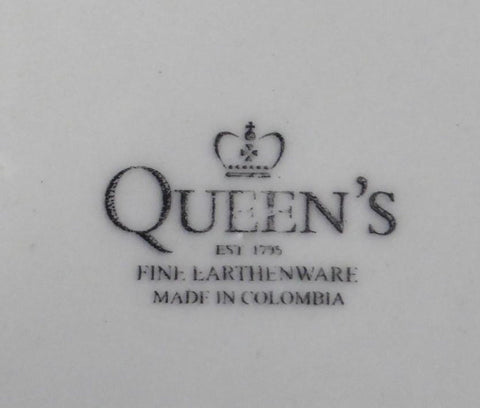 QUEEN'S
EST 1795
FINE EARTHENWARE
MADE IN COLOMBIA